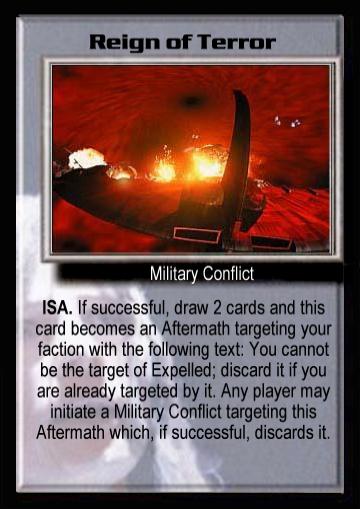 Reign of Terror
Military Conflict
ISA. If successful, draw 2 cards and this
card becomes an Aftermath targeting your
faction with the following text: You cannot
be the target of Expelled; discard it if you
are already targeted by it. Any player may
initiate a Military Conflict targeting this
Aftermath which, if successful, discards it.